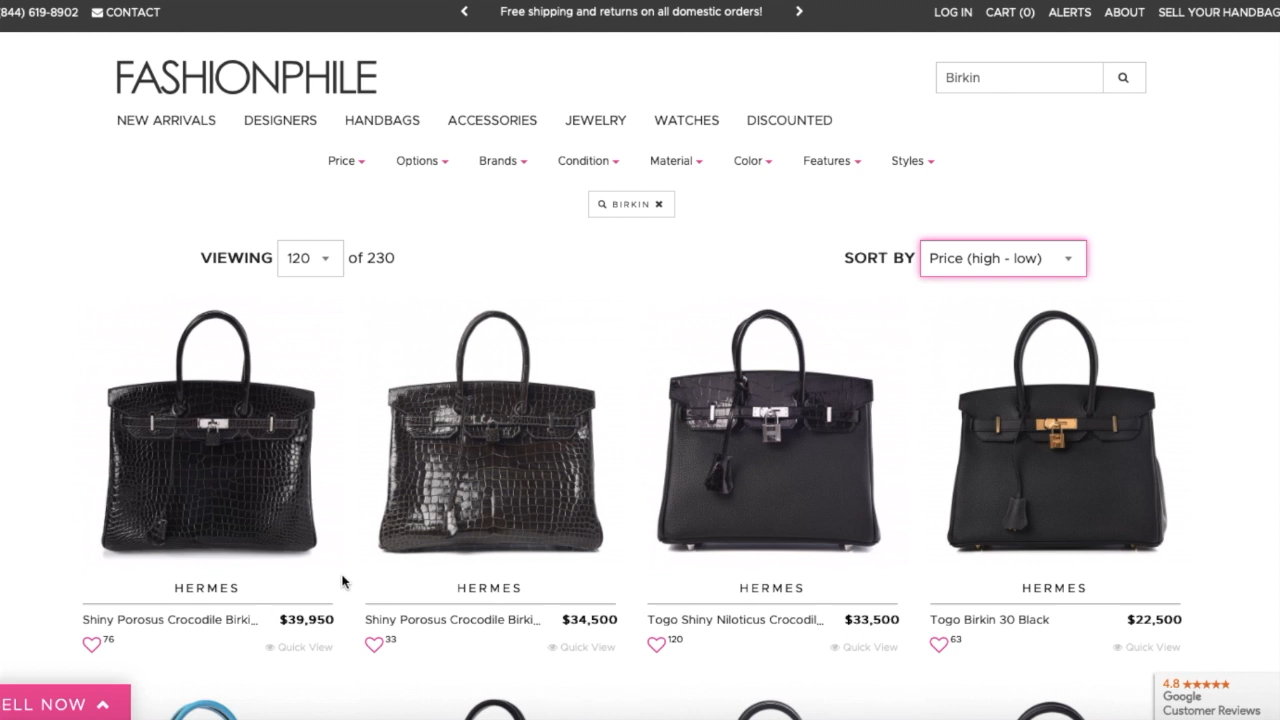 (844) 619-8902 CONTACT Free shipping and returns on all domestic orders! LOG IN CART (0) ALERTS ABOUT SELL YOUR HANDBAG
FASHIONPHILE
Birkin
NEW ARRIVALS DESIGNERS HANDBAGS ACCESSORIES JEWELRY WATCHES DISCOUNTED
Price Options Brands Condition Material Color Features Styles
BIRKIN
VIEWING 120 of 230 SORT BY Price (high - low)
HERMES HERMES HERMES HERMES
Shiny Porosus Crocodile Birki... $39,950 Shiny Porosus Crocodile Birki... $34,500 Togo Shiny Niloticus Crocodil... $33,500 Togo Birkin 30 Black $22,500
76 Quick View 33 Quick View 120 Quick View 63 Quick View
ELL NOW
4.8
Google
Customer Reviews